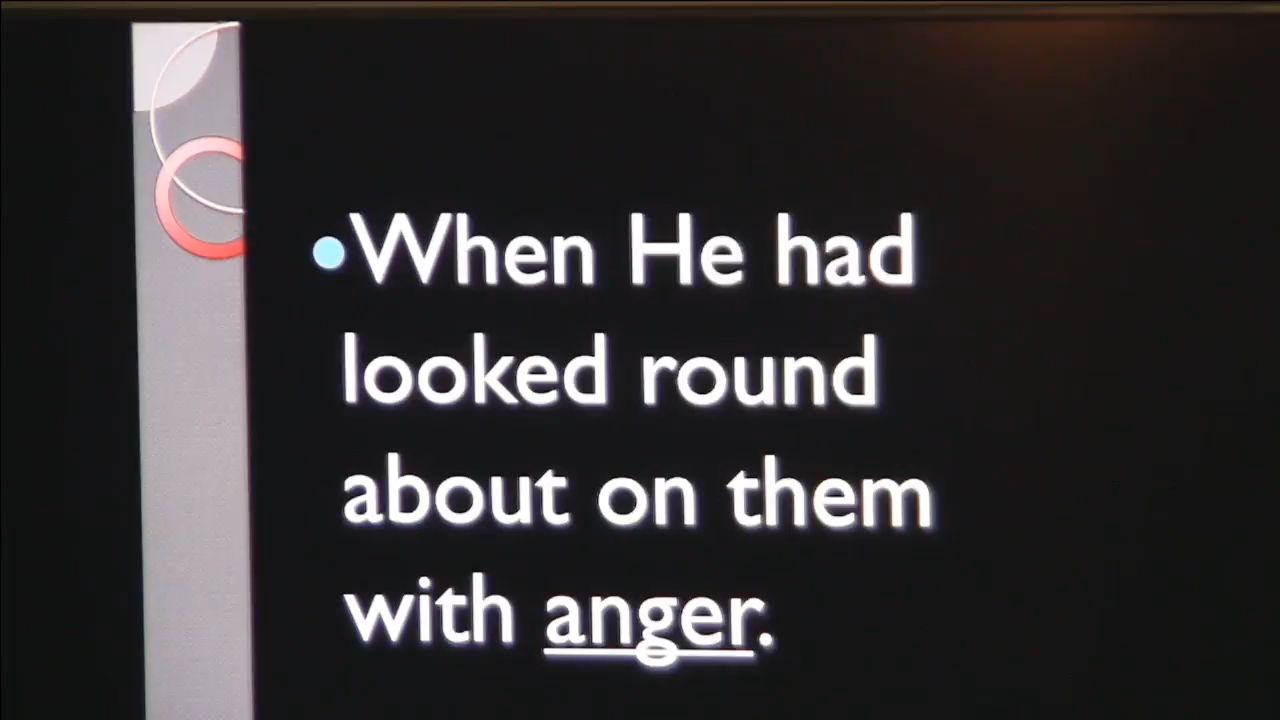 •When He had
looked round
about on them
with anger.